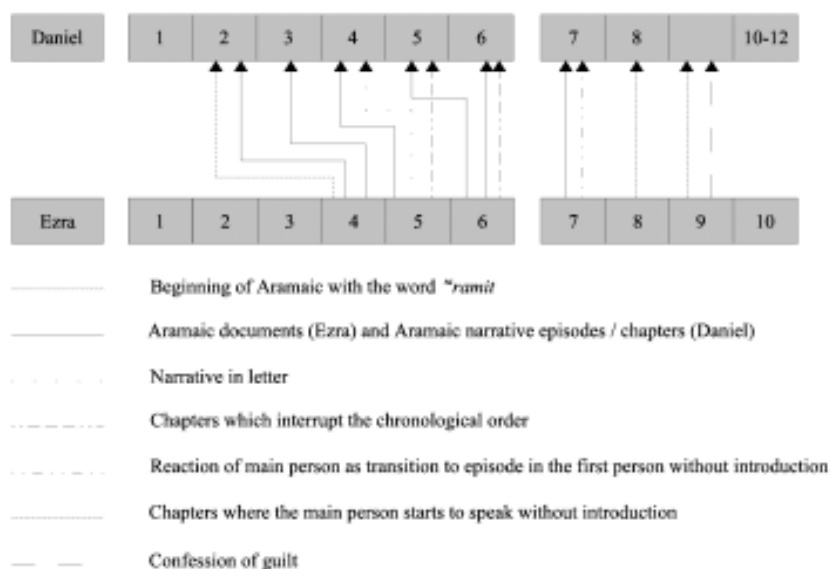 Daniel 1 2 3 4 5 6 7 8 10-12
Ezra 1 2 3 4 5 6 7 8 9 10
Beginning of Aramaic with the word ramit
Aramaic documents (Ezra) and Aramaic narrative episodes / chapters (Daniel)
Narrative in letter
Chapters which interrupt the chronological order
Reaction of main person as transition to episode in the first person without introduction
Chapters where the main person starts to speak without introduction
Confession of guilt